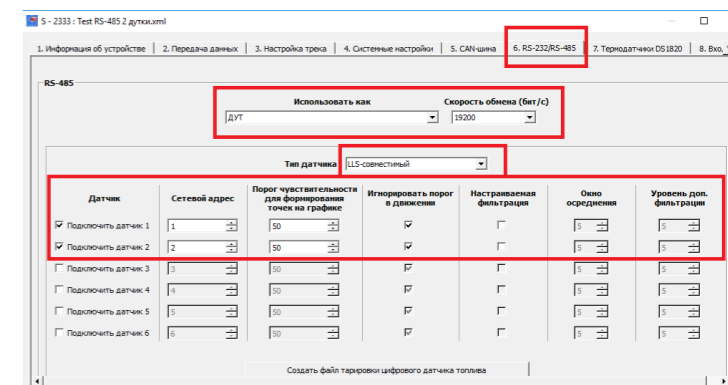 S - 2333 : Test RS-485 2 дутки.xml
1. Информация об устройстве 2. Передача данных 3. Настройка трека 4. Системные настройки 5. CAN-шина 6. RS-232/RS-485 7. Термодатчики DS1820 8. Вхо,
RS-485
Использовать как Скорость обмена (бит/с)
ДУТ 19200
Тип датчика LLS-совместимый
Датчик Сетевой адрес Порог чувствительности для формирования точек на графике Игнорировать порог в движении Настраиваемая фильтрация Окно осреднения Уровень доп. фильтрации
Подключить датчик 1 1 50 5 5
Подключить датчик 2 2 50 5 5
Подключить датчик 3 3 50 5 5
Подключить датчик 4 4 50 5 5
Подключить датчик 5 5 50 5 5
Подключить датчик 6 6 50 5 5
Создать файл тарировки цифрового датчика топлива